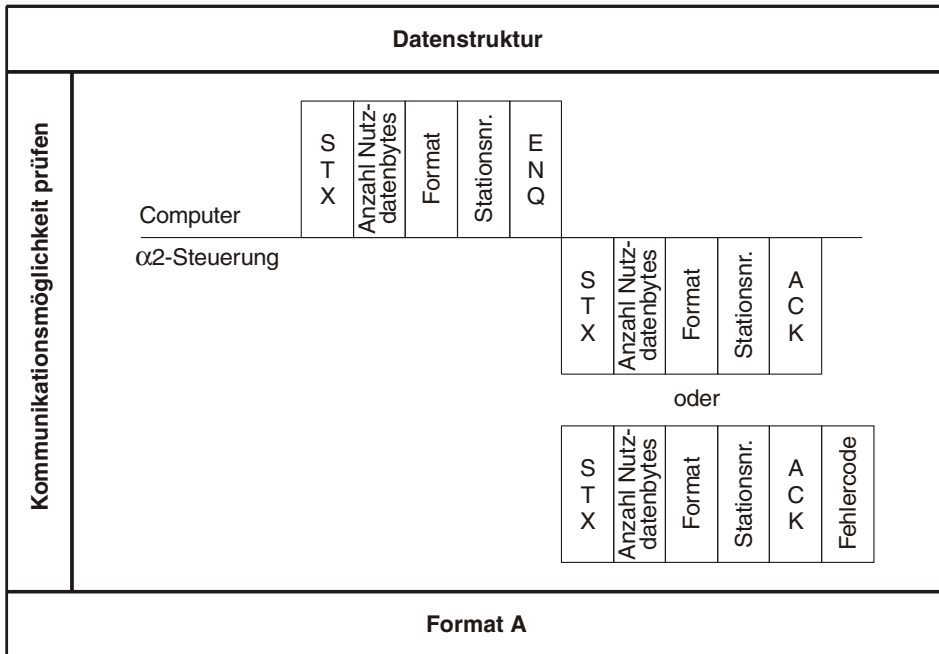 Datenstruktur
Kommunikationsmöglichkeit prüfen
S
T
X
Anzahl Nutz-
datenbytes
Format
Stationsnr.
E
N
Q
Computer
α2-Steuerung
S
T
X
Anzahl Nutz-
datenbytes
Format
Stationsnr.
A
C
K
oder
S
T
X
Anzahl Nutz-
datenbytes
Format
Stationsnr.
A
C
K
Fehlercode
Format A